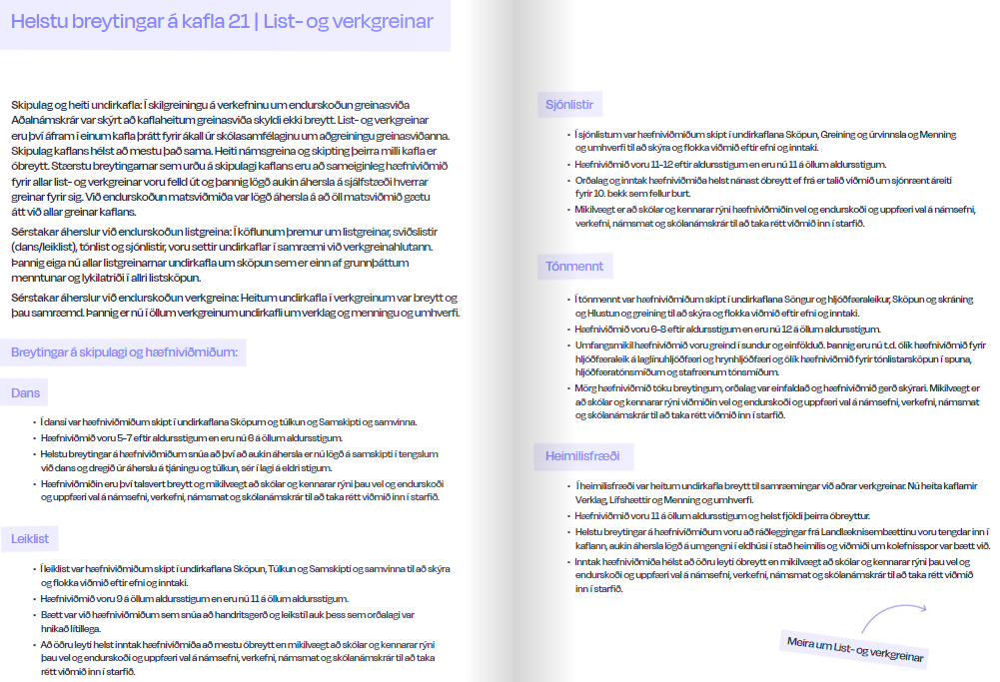 Helstu breytingar á kafla 21 | List- og verkgreinar
Skipulag og heiti undirkafla: Í skilgreiningu á verkefninu um endurskoðun greinasviða
Aðalnámskrár var skýrt að kaflaheitum greinasviða skyldi ekki breytt. List- og verkgreinar
eru því áfram í einum kafla þrátt fyrir ákall úr skólasamfélaginu um aðgreiningu greinasviðanna.
Skipulag kaflans hélst að mestu það sama. Heiti námsgreina og skipting þeirra milli kafla er
óbreytt. Stærstu breytingarnar sem urðu á skipulagi kaflans eru að sameiginleg hæfniviðmið
fyrir allar list- og verkgreinar voru felld út og þannig lögð aukin áhersla á sjálfstæði hverrar
greinar fyrir sig. Við endurskoðun matsviðmiða var lögð áhersla á að öll matsviðmið gætu
átt við allar greinar kaflans.
Sérstakar áherslur við endurskoðun listgreina: Í köflunum þremur um listgreinar, sviðslistir
(dans/leiklist), tónlist og sjónlistir, voru settir undirkaflar í samræmi við verkgreinahlutann.
Þannig eiga nú allar listgreinarnar undirkafla um sköpun sem er einn af grunnþáttum
menntunar og lykilatriði í allri listsköpun.
Sérstakar áherslur við endurskoðun verkgreina: Heitum undirkafla í verkgreinum var breytt og
þau samræmd. Þannig er nú í öllum verkgreinum undirkafli um verklag og menningu og umhverfi.
Breytingar á skipulagi og hæfniviðmiðum:
Dans
• Í dansi var hæfniviðmiðum skipt í undirkaflana Sköpum og túlkun og Samskipti og samvinna.
• Hæfniviðmið voru 5-7 eftir aldursstigum en eru nú 6 á öllum aldursstigum.
• Helstu breytingar á hæfniviðmiðum snúa að því að aukin áhersla er nú lögð á samskipti í tengslum
við dans og dregið úr áherslu á tjáningu og túlkun, sér í lagi á eldri stigum.
• Hæfniviðmiðin eru því talsvert breytt og mikilvægt að skólar og kennarar rýni þau vel og endurskoði
og uppfæri val á námsefni, verkefni, námsmat og skólanámskrár til að taka rétt viðmið inn í starfið.
Leiklist
• Í leiklist var hæfniviðmiðum skipt í undirkaflana Sköpun, Túlkun og Samskipti og samvinna til að skýra
og flokka viðmið eftir efni og inntaki.
• Hæfniviðmið voru 9 á öllum aldursstigum en eru nú 11 á öllum aldursstigum.
• Bætt var við hæfniviðmiðum sem snúa að handritsgerð og leikstíl auk þess sem orðalagi var
hnikað lítillega.
• Að öðru leyti helst inntak hæfniviðmiða að mestu óbreytt en mikilvægt að skólar og kennarar rýni
þau vel og endurskoði og uppfæri val á námsefni, verkefni, námsmat og skólanámskrár til að taka
rétt viðmið inn í starfið.
Sjónlistir
• Í sjónlistum var hæfniviðmiðum skipt í undirkaflana Sköpun, Greining og úrvinnsla og Menning
og umhverfi til að skýra og flokka viðmið eftir efni og inntaki.
• Hæfniviðmið voru 11-12 eftir aldursstigum en eru nú 11 á öllum aldursstigum.
• Orðalag og inntak hæfniviðmiða helst nánast óbreytt ef frá er talið viðmið um sjónrænt áreiti
fyrir 10. bekk sem fellur burt.
• Mikilvægt er að skólar og kennarar rýni hæfniviðmiðin vel og endurskoði og uppfæri val á námsefni,
verkefni, námsmat og skólanámskrár til að taka rétt viðmið inn í starfið.
Tónmennt
• Í tónmennt var hæfniviðmiðum skipt í undirkaflana Söngur og hljóðfæraleikur, Sköpun og skráning
og Hlustun og greining til að skýra og flokka viðmið eftir efni og inntaki.
• Hæfniviðmið voru 6-8 eftir aldursstigum en eru nú 12 á öllum aldursstigum.
• Umfangsmikil hæfniviðmið voru greind í sundur og einfölduð. Þannig eru nú t.d. ólík hæfniviðmið fyrir
hljóðfæraleik á laglínuhljóðfæri og hrynhljóðfæri og ólík hæfniviðmið fyrir tónlistarsköpun í spuna,
hljóðfæratónsmíðum og stafrænum tónsmíðum.
• Mörg hæfniviðmið tóku breytingum, orðalag var einfaldað og hæfniviðmið gerð skýrari. Mikilvægt er
að skólar og kennarar rýni viðmiðin vel og endurskoði og uppfæri val á námsefni, verkefni, námsmat
og skólanámskrár til að taka rétt viðmið inn í starfið.
Heimilisfræði
• Í heimilisfræði var heitum undirkafla breytt til samræmingar við aðrar verkgreinar. Nú heita kaflarnir
Verklag, Lífshættir og Menning og umhverfi.
• Hæfniviðmið voru 11 á öllum aldursstigum og helst fjöldi þeirra óbreyttur.
• Helstu breytingar á hæfniviðmiðum voru að ráðleggingar frá Landlæknisembættinu voru tengdar inn í
kaflann, aukin áhersla lögð á umgengni í eldhúsi í stað heimilis og viðmiði um kolefnisspor var bætt við.
• Inntak hæfniviðmiða hélst að öðru leyti óbreytt en mikilvægt að skólar og kennarar rýni þau vel og
endurskoði og uppfæri val á námsefni, verkefni, námsmat og skólanámskrár til að taka rétt viðmið
inn í starfið.
Meira um List- og verkgreinar